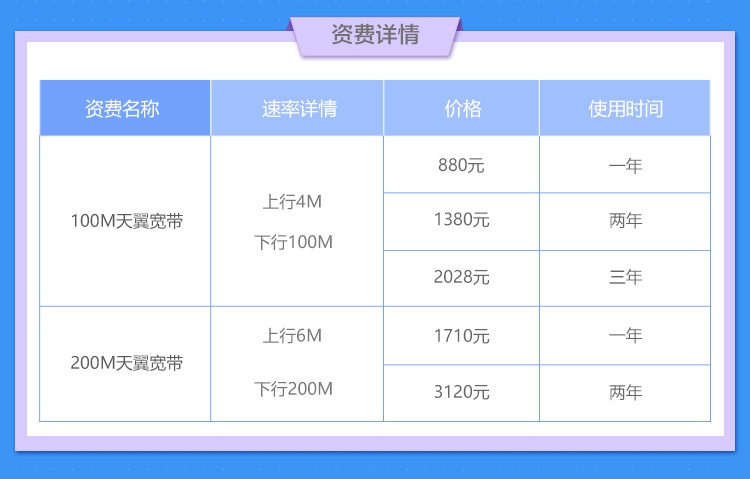 资费详情
资费名称 速率详情 价格 使用时间
100M天翼宽带
上行4M
下行100M
880元 一年
1380元 两年
2028元 三年
200M天翼宽带
上行6M
下行200M
1710元 一年
3120元 两年